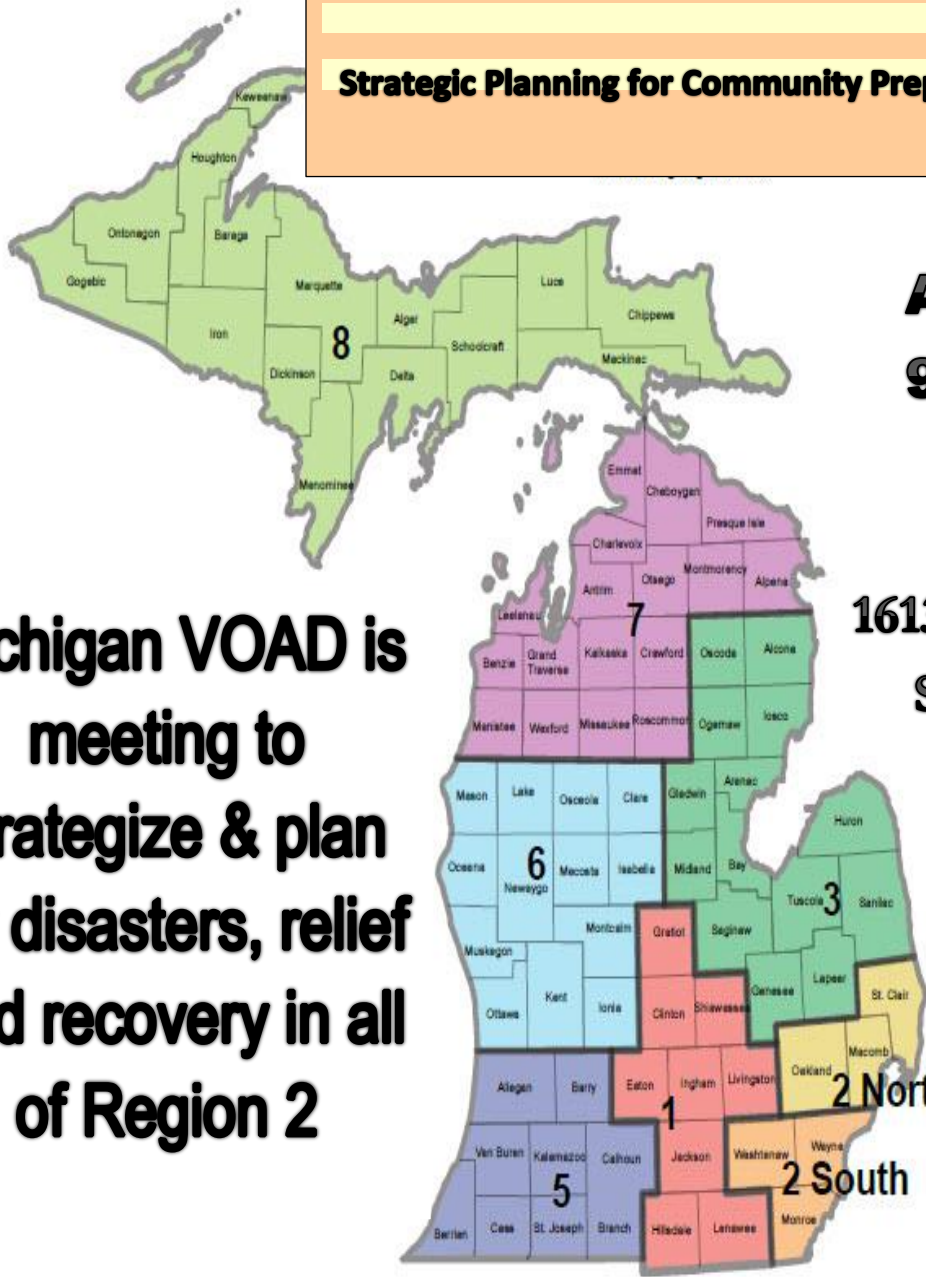 Strategic Planning for Community Prep
Keweenaw
Houghton
Ontonagon
Baraga
Gogebic
Marquette
Luce
Alger
Chippewa
Iron
8
Schoolcraft
Mackinac
Dickinson
Delta
Menominee
9
Emmet
Cheboygan
Presque Isle
Charlevoix
Antrim
Otsego
Montmorency
Alpena
7
Leelanau
Benzie
Grand
Traverse
Kalkaska
Crawford
Oscoda
Alcona
Manistee
Wexford
Missaukee
Roscommon
Ogemaw
Iosco
1613
S
chigan VOAD is
meeting to
rategize & plan
disasters, relief
d recovery in all
of Region 2
Mason
Lake
Osceola
Clare
Gladwin
Arenac
Huron
Oceana
6
Newaygo
Mecosta
Isabella
Midland
Bay
Tuscola
3
Sanilac
Muskegon
Montcalm
Gratiot
Saginaw
Ottawa
Kent
Ionia
Clinton
Shiawassee
Genesee
Lapeer
St. Clair
Allegan
Barry
Eaton
Ingham
Livingston
Oakland
Macomb
1
2 Nort
Van Buren
Kalamazoo
Calhoun
Jackson
Washtenaw
Wayne
5
2 South
Berrien
Cass
St. Joseph
Branch
Hillsdale
Lenawee
Monroe